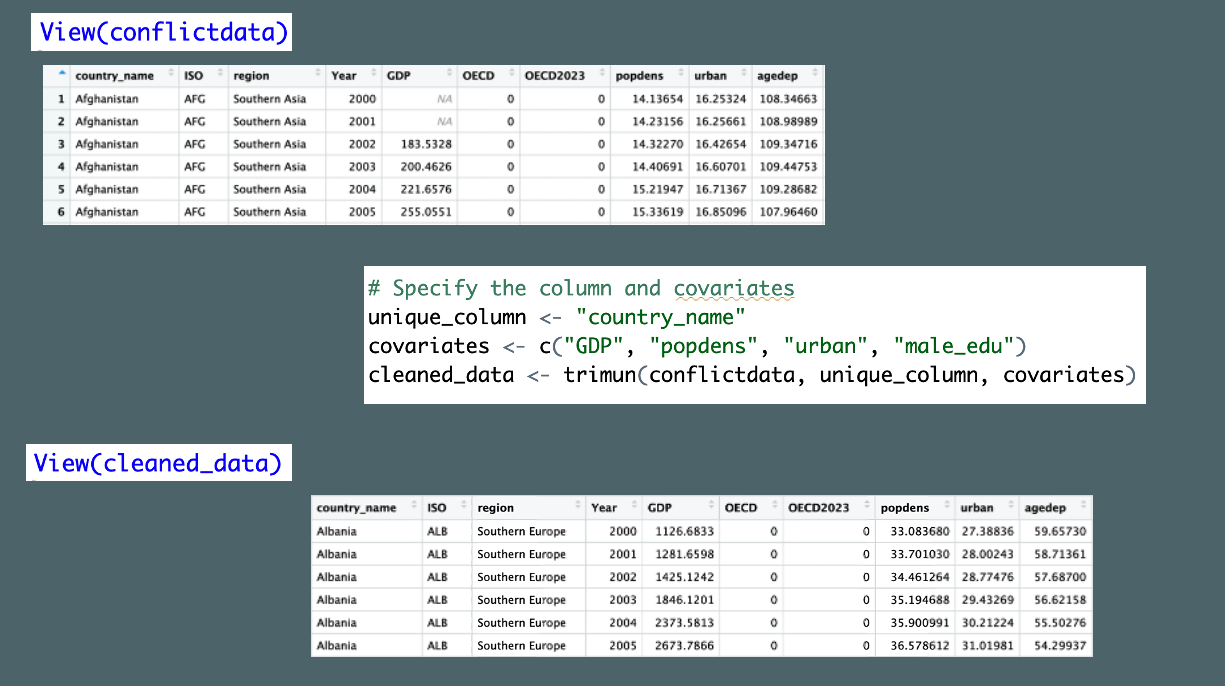 View(conflictdata)
country_name ISO region Year GDP OECD OECD2023 popdens urban agedep
1 Afghanistan AFG Southern Asia 2000 NA 0 0 14.13654 16.25324 108.34663
2 Afghanistan AFG Southern Asia 2001 NA 0 0 14.23156 16.25661 108.98989
3 Afghanistan AFG Southern Asia 2002 183.5328 0 0 14.32270 16.42654 109.34716
4 Afghanistan AFG Southern Asia 2003 200.4626 0 0 14.40691 16.60701 109.44753
5 Afghanistan AFG Southern Asia 2004 221.6576 0 0 15.21947 16.71367 109.28682
6 Afghanistan AFG Southern Asia 2005 255.0551 0 0 15.33619 16.85096 107.96460
# Specify the column and covariates
unique_column <- "country_name"
covariates <- c("GDP", "popdens", "urban", "male_edu")
cleaned_data <- trimun(conflictdata, unique_column, covariates)
View(cleaned_data)
country_name ISO region Year GDP OECD OECD2023 popdens urban agedep
Albania ALB Southern Europe 2000 1126.6833 0 0 33.083680 27.38836 59.65730
Albania ALB Southern Europe 2001 1281.6598 0 0 33.701030 28.00243 58.71361
Albania ALB Southern Europe 2002 1425.1242 0 0 34.461264 28.77476 57.68700
Albania ALB Southern Europe 2003 1846.1201 0 0 35.194688 29.43269 56.62158
Albania ALB Southern Europe 2004 2373.5813 0 0 35.900991 30.21224 55.50276
Albania ALB Southern Europe 2005 2673.7866 0 0 36.578612 31.01981 54.29937